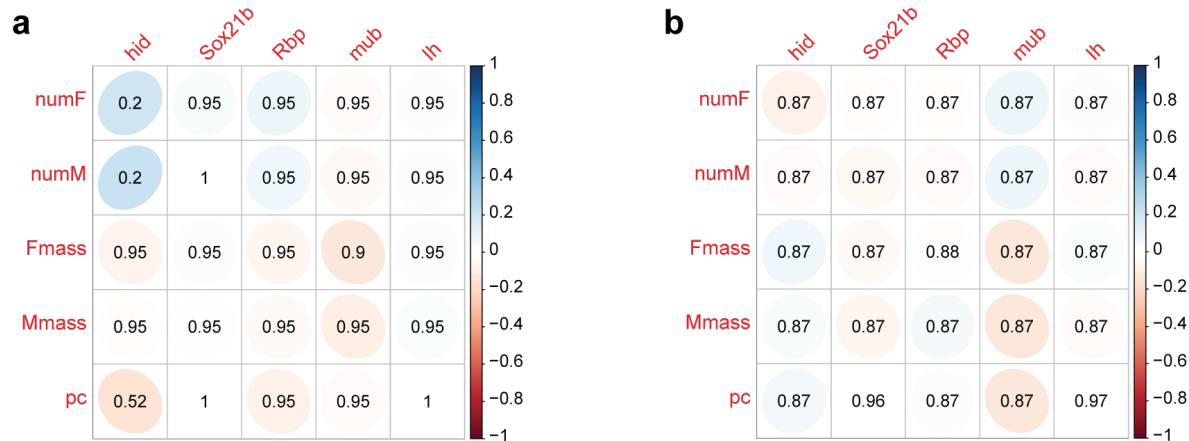 a
hid Sox21b Rbp mub Ih
numF 0.2 0.95 0.95 0.95 0.95
numM 0.2 1 0.95 0.95 0.95
Fmass 0.95 0.95 0.95 0.9 0.95
Mmass 0.95 0.95 0.95 0.95 0.95
pc 0.52 1 0.95 0.95 1
1
0.8
0.6
0.4
0.2
0
−0.2
−0.4
−0.6
−0.8
−1
b
hid Sox21b Rbp mub Ih
numF 0.87 0.87 0.87 0.87 0.87
numM 0.87 0.87 0.87 0.87 0.87
Fmass 0.87 0.87 0.88 0.87 0.87
Mmass 0.87 0.87 0.87 0.87 0.87
pc 0.87 0.96 0.87 0.87 0.97
1
0.8
0.6
0.4
0.2
0
−0.2
−0.4
−0.6
−0.8
−1